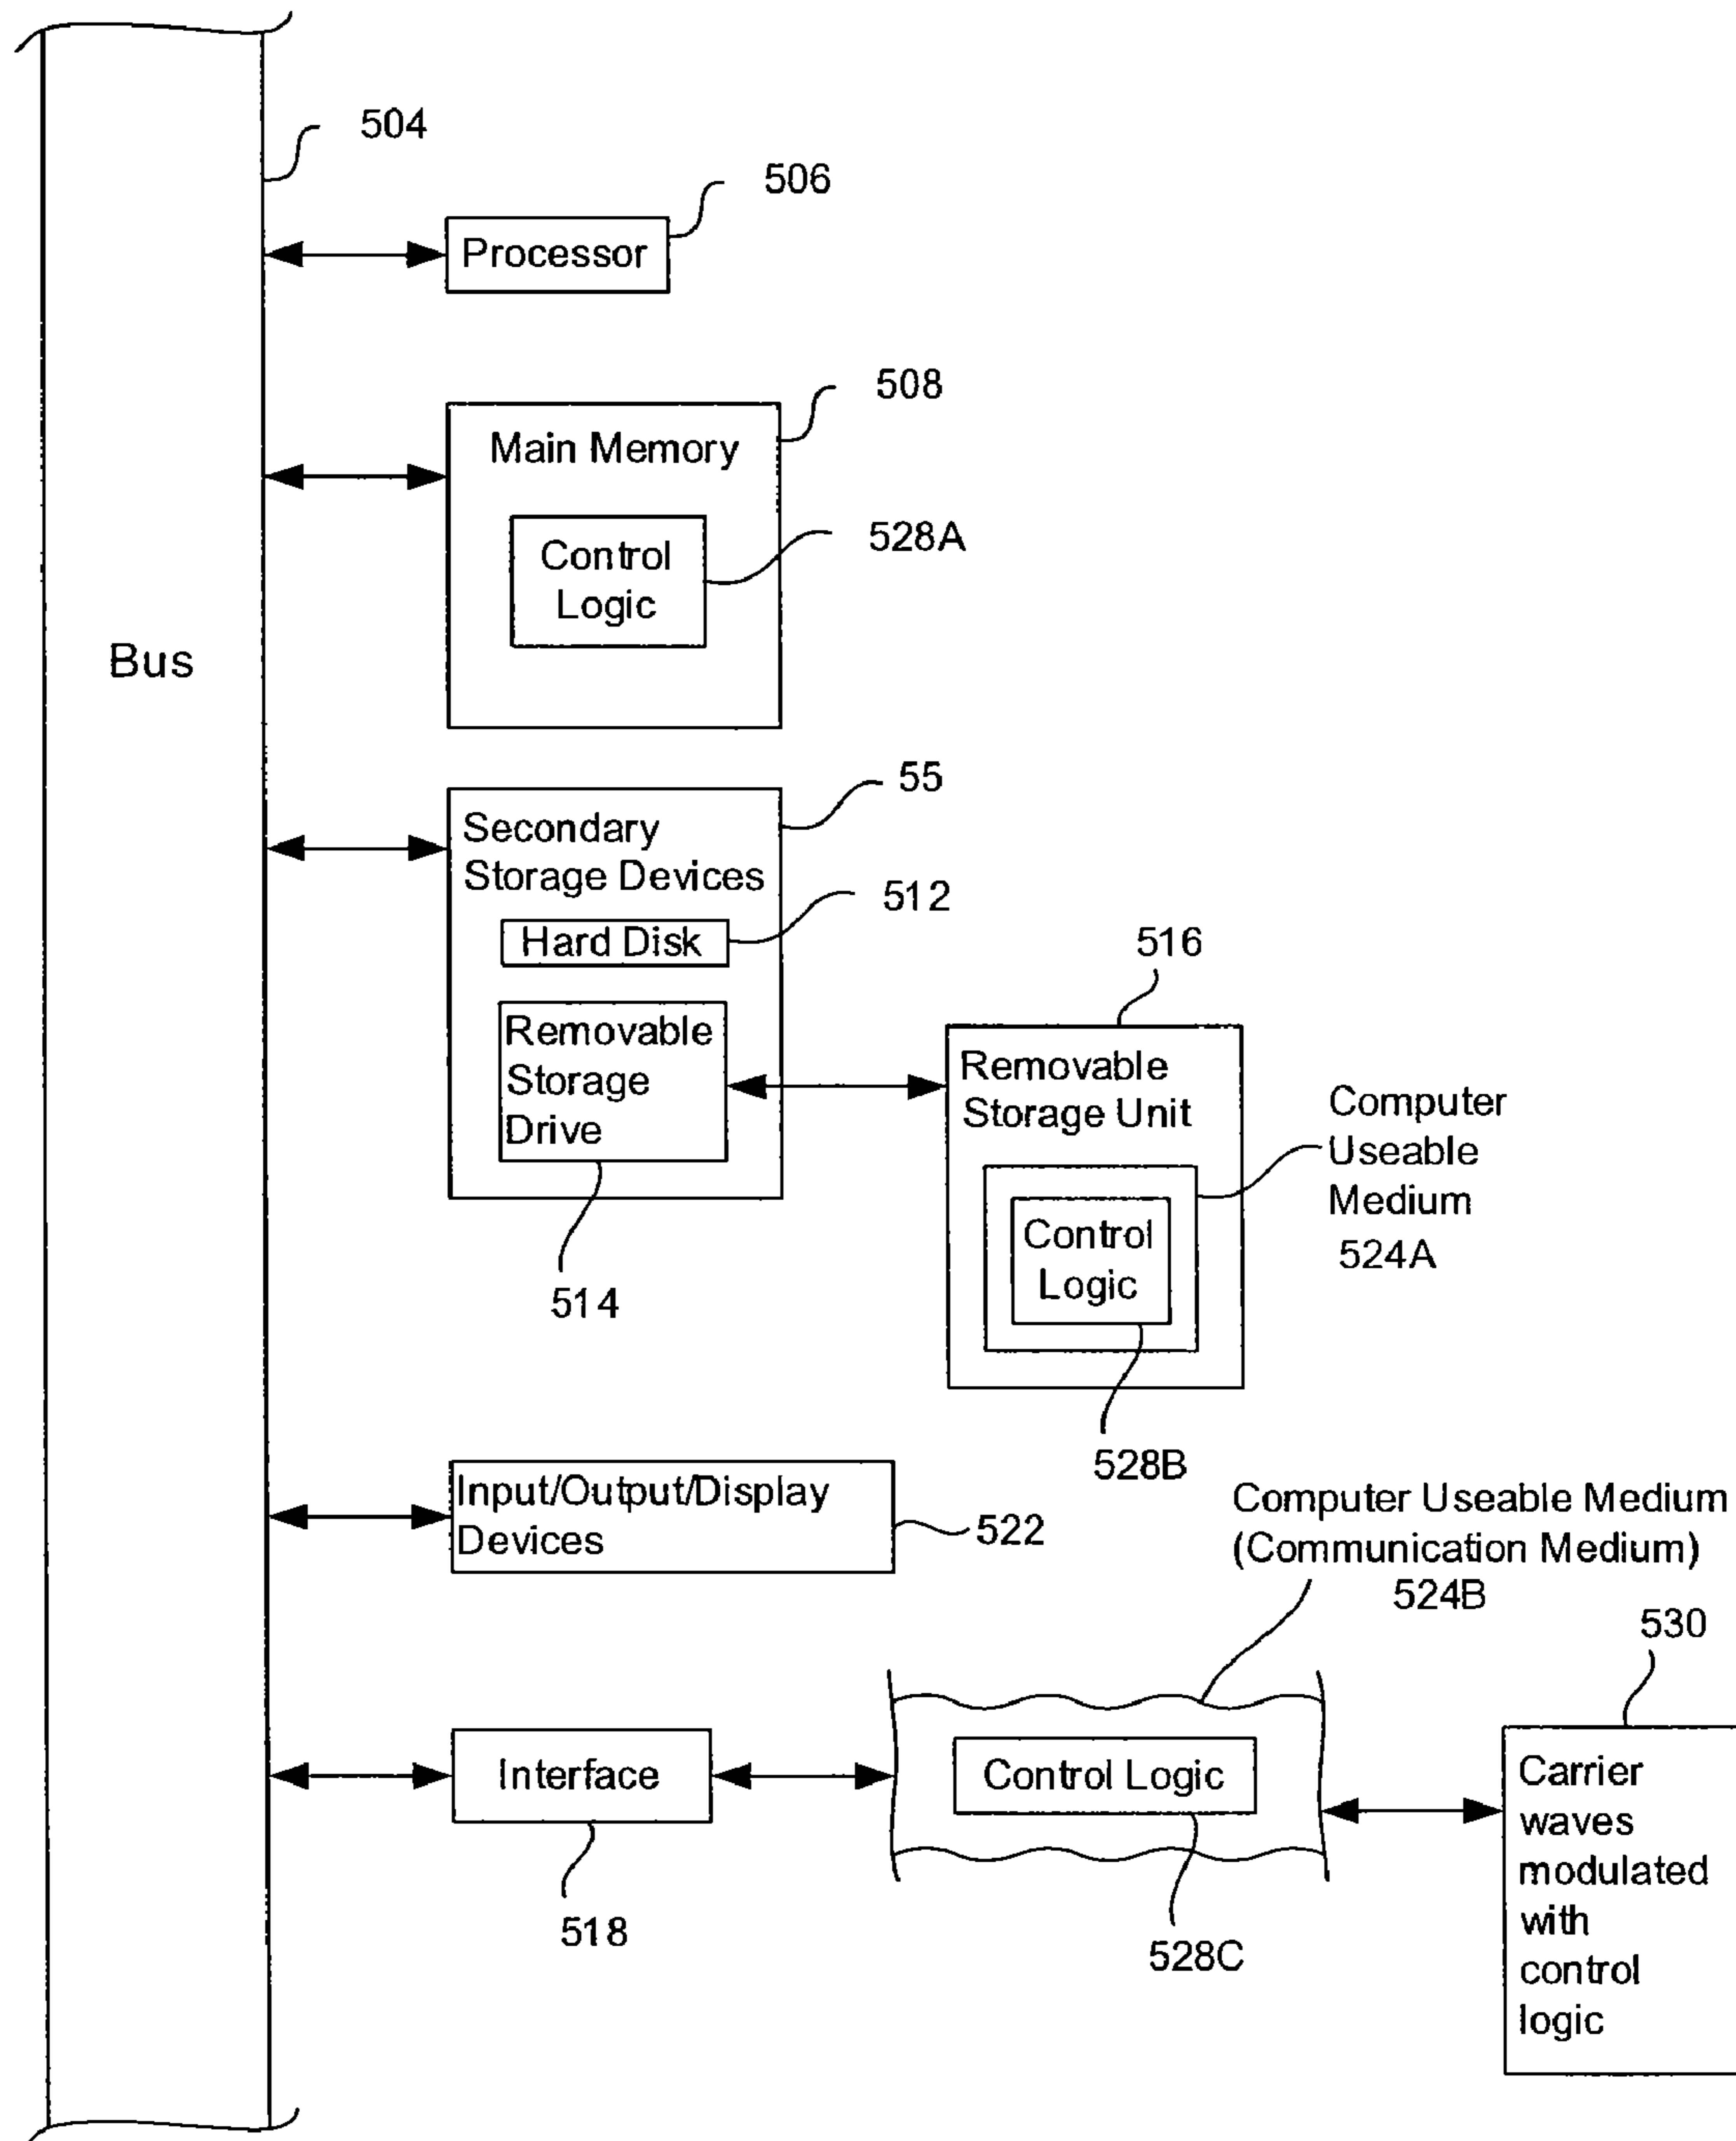 504
506
Processor
508
Main Memory
528A
Control
Logic
Bus
55
Secondary
Storage Devices
512
Hard Disk
516
Removable
Storage
Drive
Removable
Storage Unit
Computer
Useable
Medium
524A
Control
Logic
514
528B
Input/Output/Display
Devices
522
Computer Useable Medium
(Communication Medium)
524B
530
Interface
Control Logic
Carrier
waves
modulated
with
control
logic
518
528C